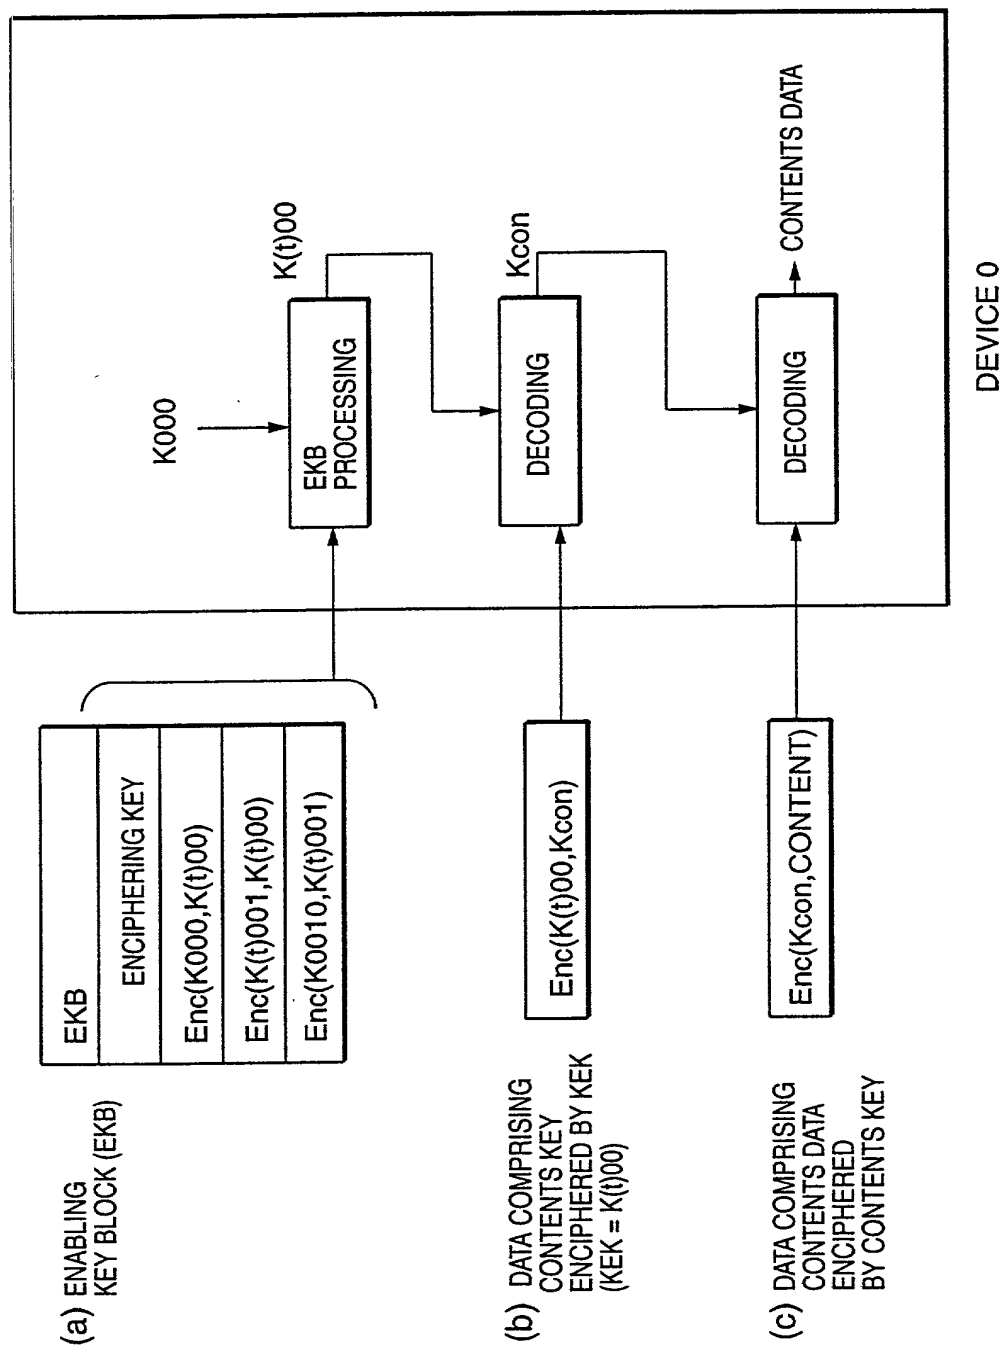 (a) ENABLING
KEY BLOCK (EKB)
EKB
ENCIPHERING KEY
Enc(K000,K(t)00)
Enc(K(t)001,K(t)00)
Enc(K0010,K(t)001)
K000
EKB
PROCESSING
K(t)00
(b) DATA COMPRISING
CONTENTS KEY
ENCIPHERED BY KEK
(KEK = K(t)00)
Enc(K(t)00,Kcon)
DECODING
Kcon
(c) DATA COMPRISING
CONTENTS DATA
ENCIPHERED
BY CONTENTS KEY
Enc(Kcon,CONTENT)
DECODING
CONTENTS DATA
DEVICE 0